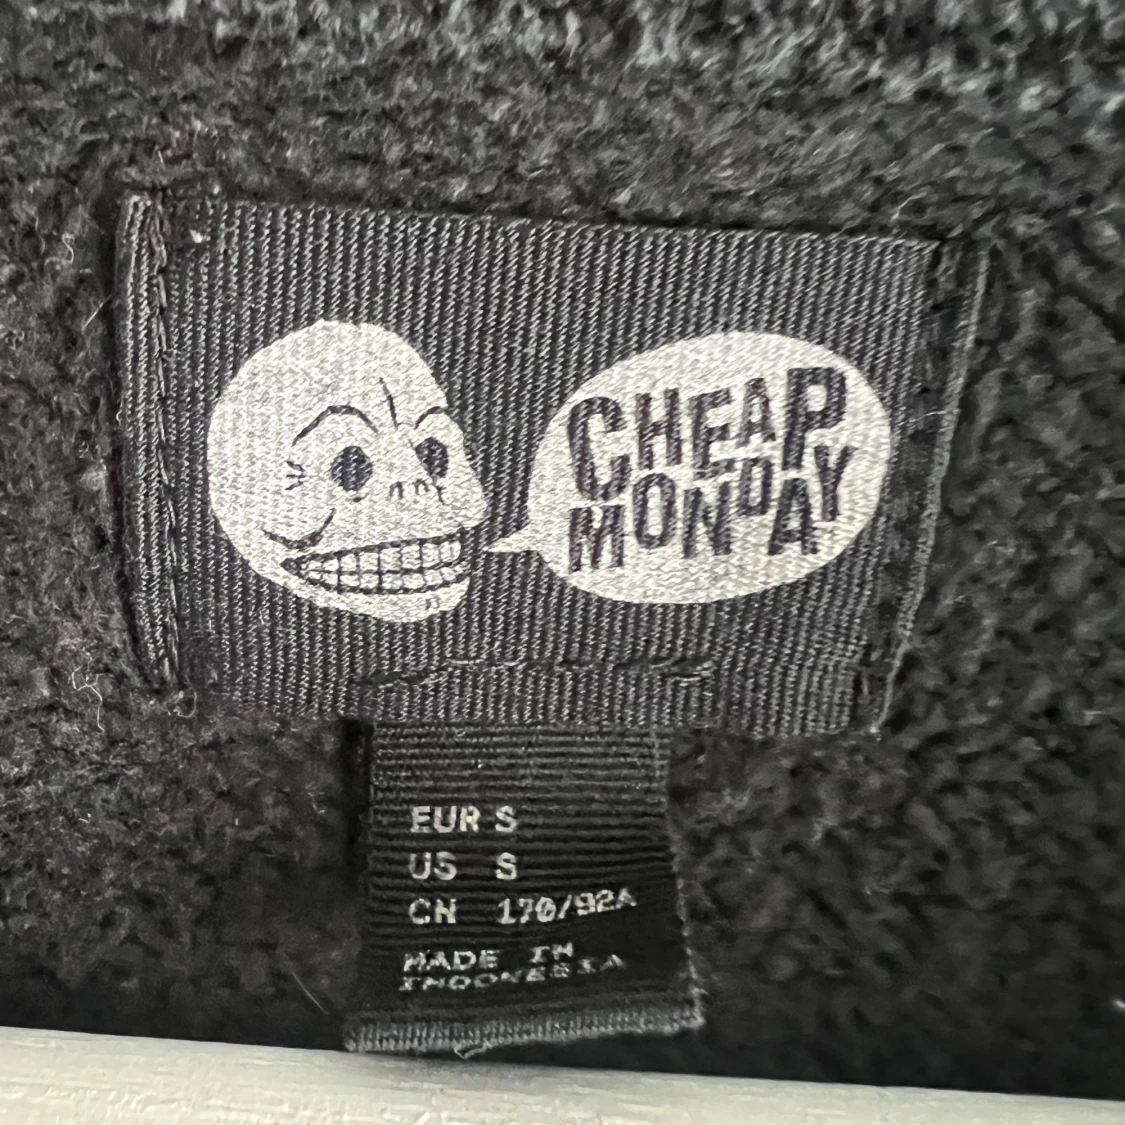 CHEAP
MONDAY
EUR S
US S
CN 170/92A
MADE IN
INDONESIA